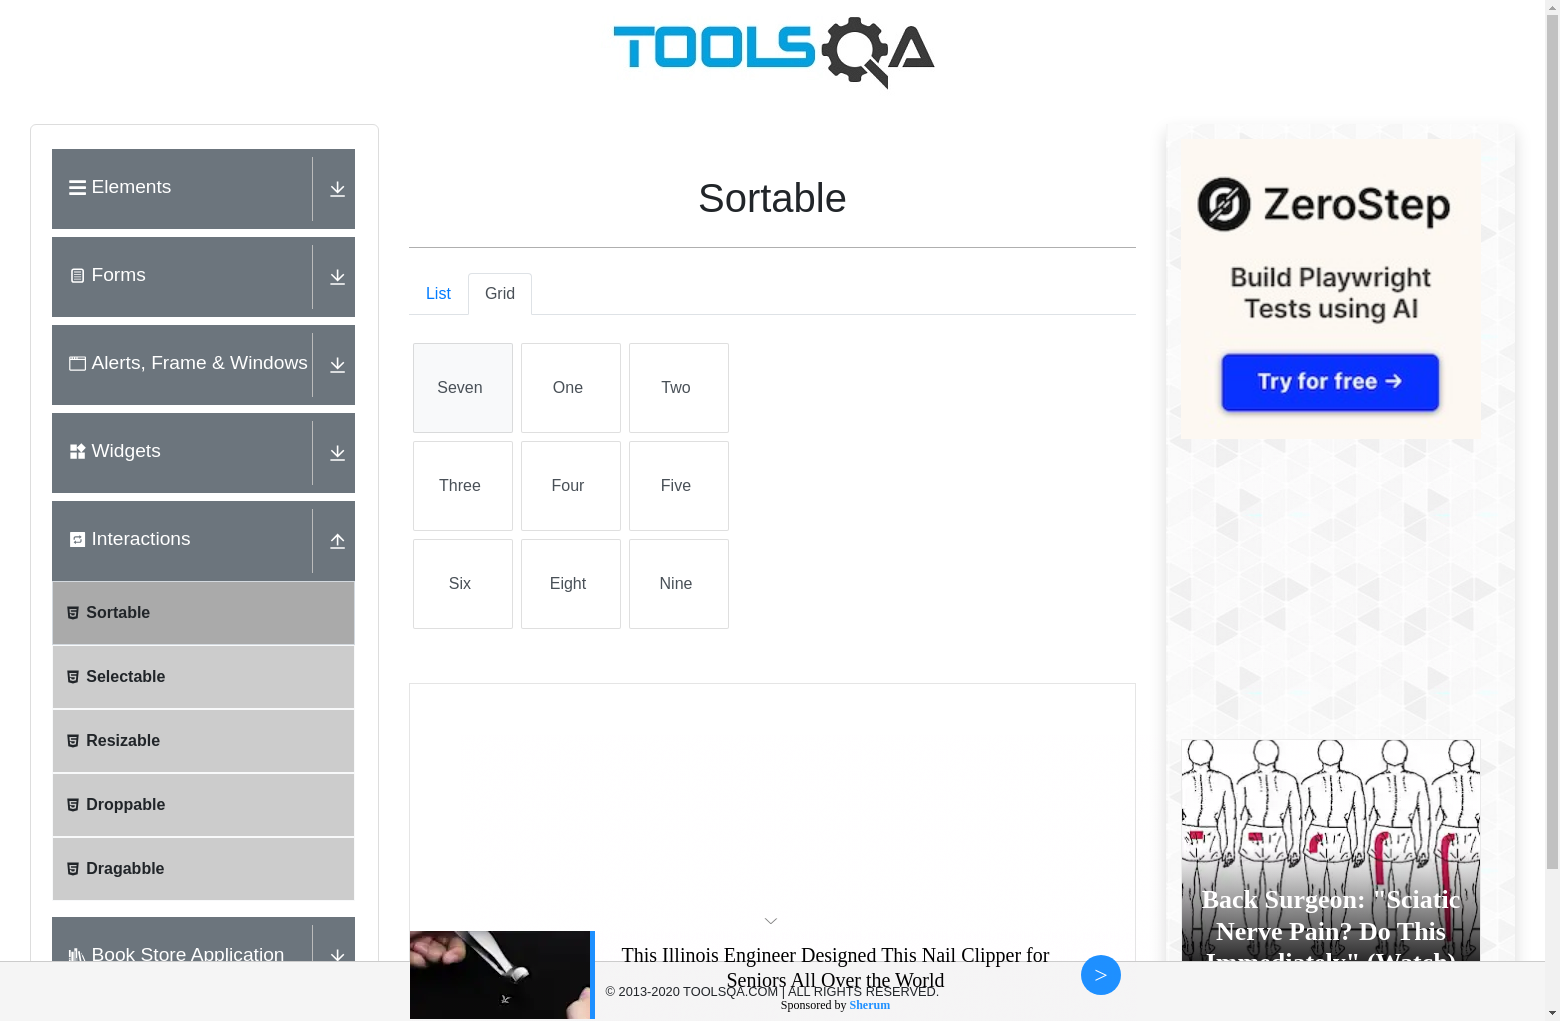 TOOLSQA
Elements
Forms
Alerts, Frame & Windows
Widgets
Interactions
Sortable
Selectable
Resizable
Droppable
Dragabble
Book Store Application
Sortable
List
Grid
Seven
One
Two
Three
Four
Five
Six
Eight
Nine
ZeroStep
Build Playwright
Tests using AI
Try for free →
Back Surgeon: "Sciatic
Nerve Pain? Do This
Immediately" (Watch)
This Illinois Engineer Designed This Nail Clipper for
Seniors All Over the World
© 2013-2020 TOOLSQA.COM | ALL RIGHTS RESERVED.
Sponsored by Sherum
>